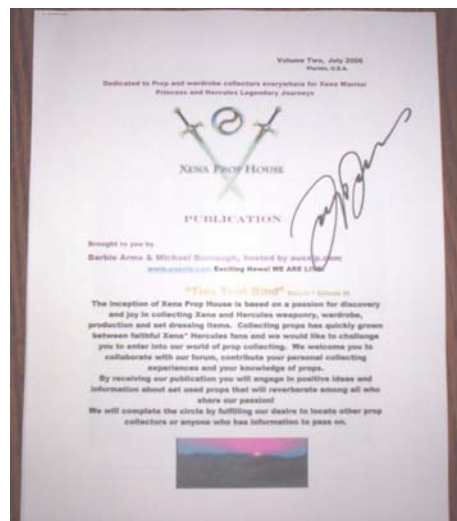 Volume Two, July 2006
Florida, U.S.A.
Dedicated to Prop and wardrobe collectors everywhere for Xena Warrior
Princess and Hercules Legendary Journeys
XENA PROP HOUSE
PUBLICATION
Brought to you by
Barbie Arms & Michael hosted by
Exciting News! WE ARE
"Ties That Bind"
The inception of Xena Prop House is based on a passion for discovery
and joy in collecting Xena and Hercules weaponry, wardrobe,
production and set dressing items. Collecting props has quickly grown
between faithful Xena* Hercules fans and we would like to challenge
you to enter into our world of prop collecting. We welcome you to
collaborate with our forum, contribute your personal collecting
experiences and your knowledge of props.
By receiving our publication you will engage in positive ideas and
information about set used props that will reverberate among all who
share our passion!
We will complete the circle by fulfilling our desire to locate other prop
collectors or anyone who has information to pass on.